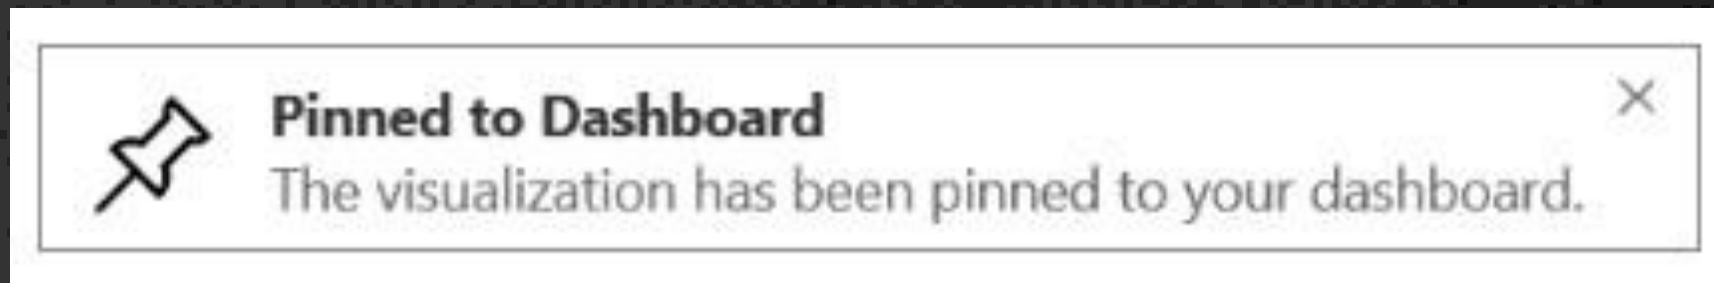 Pinned to Dashboard
The visualization has been pinned to your dashboard.